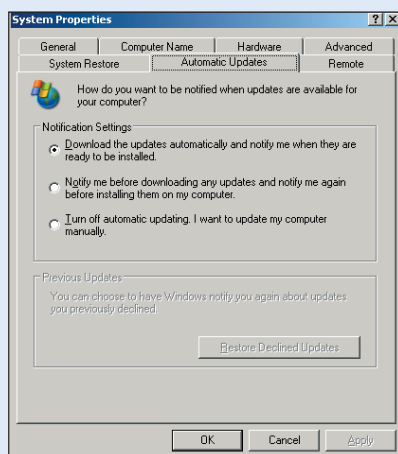 System Properties
General Computer Name Hardware Advanced
System Restore Automatic Updates Remote
How do you want to be notified when updates are available for
your computer?
Notification Settings
Download the updates automatically and notify me when they are
ready to be installed.
Notify me before downloading any updates and notify me again
before installing them on my computer.
Turn off automatic updating. I want to update my computer
manually.
Previous Updates
You can choose to have Windows notify you again about updates
you previously declined.
Restore Declined Updates
OK Cancel Apply